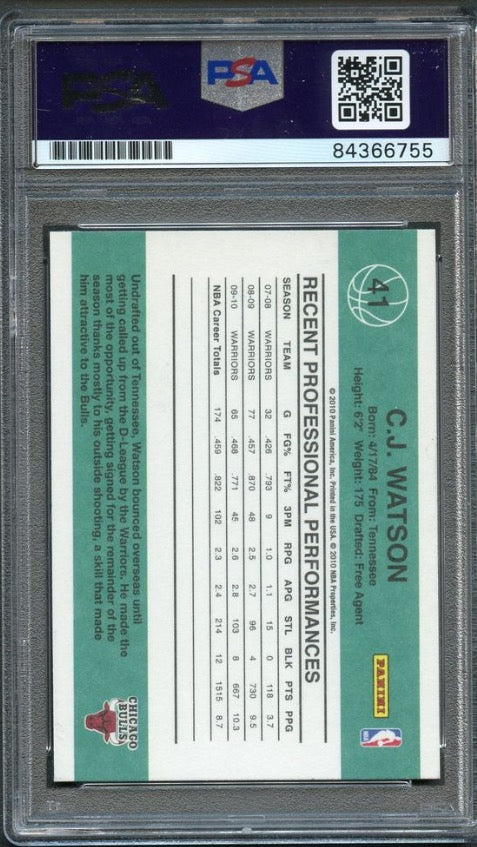 PSA
PSA
84366755
41
C.J. WATSON
Born: 4/17/84 From: Tennessee
Height: 6'2" Weight: 175 Drafted: Free Agent
PANINI
NBA
© 2010 Panini America, Inc. Printed in the USA. © 2010 NBA Properties, Inc.
RECENT PROFESSIONAL PERFORMANCES
SEASON TEAM G FG% FT% 3PM RPG APG STL BLK PTS PPG
07-08 WARRIORS 32 .426 .793 9 1.0 1.1 15 0 118 3.7
08-09 WARRIORS 77 .457 .870 48 2.5 2.7 96 4 730 9.5
09-10 WARRIORS 65 .468 .771 45 2.6 2.8 103 8 667 10.3
NBA Career Totals 174 .459 .822 102 2.3 2.4 214 12 1515 8.7
Undrafted out of Tennessee, Watson bounced overseas until
getting called up from the D-League by the Warriors. He made the
most of the opportunity, getting signed for the remainder of the
season thanks mostly to his outside shooting, a skill that made
him attractive to the Bulls.
CHICAGO
BULLS